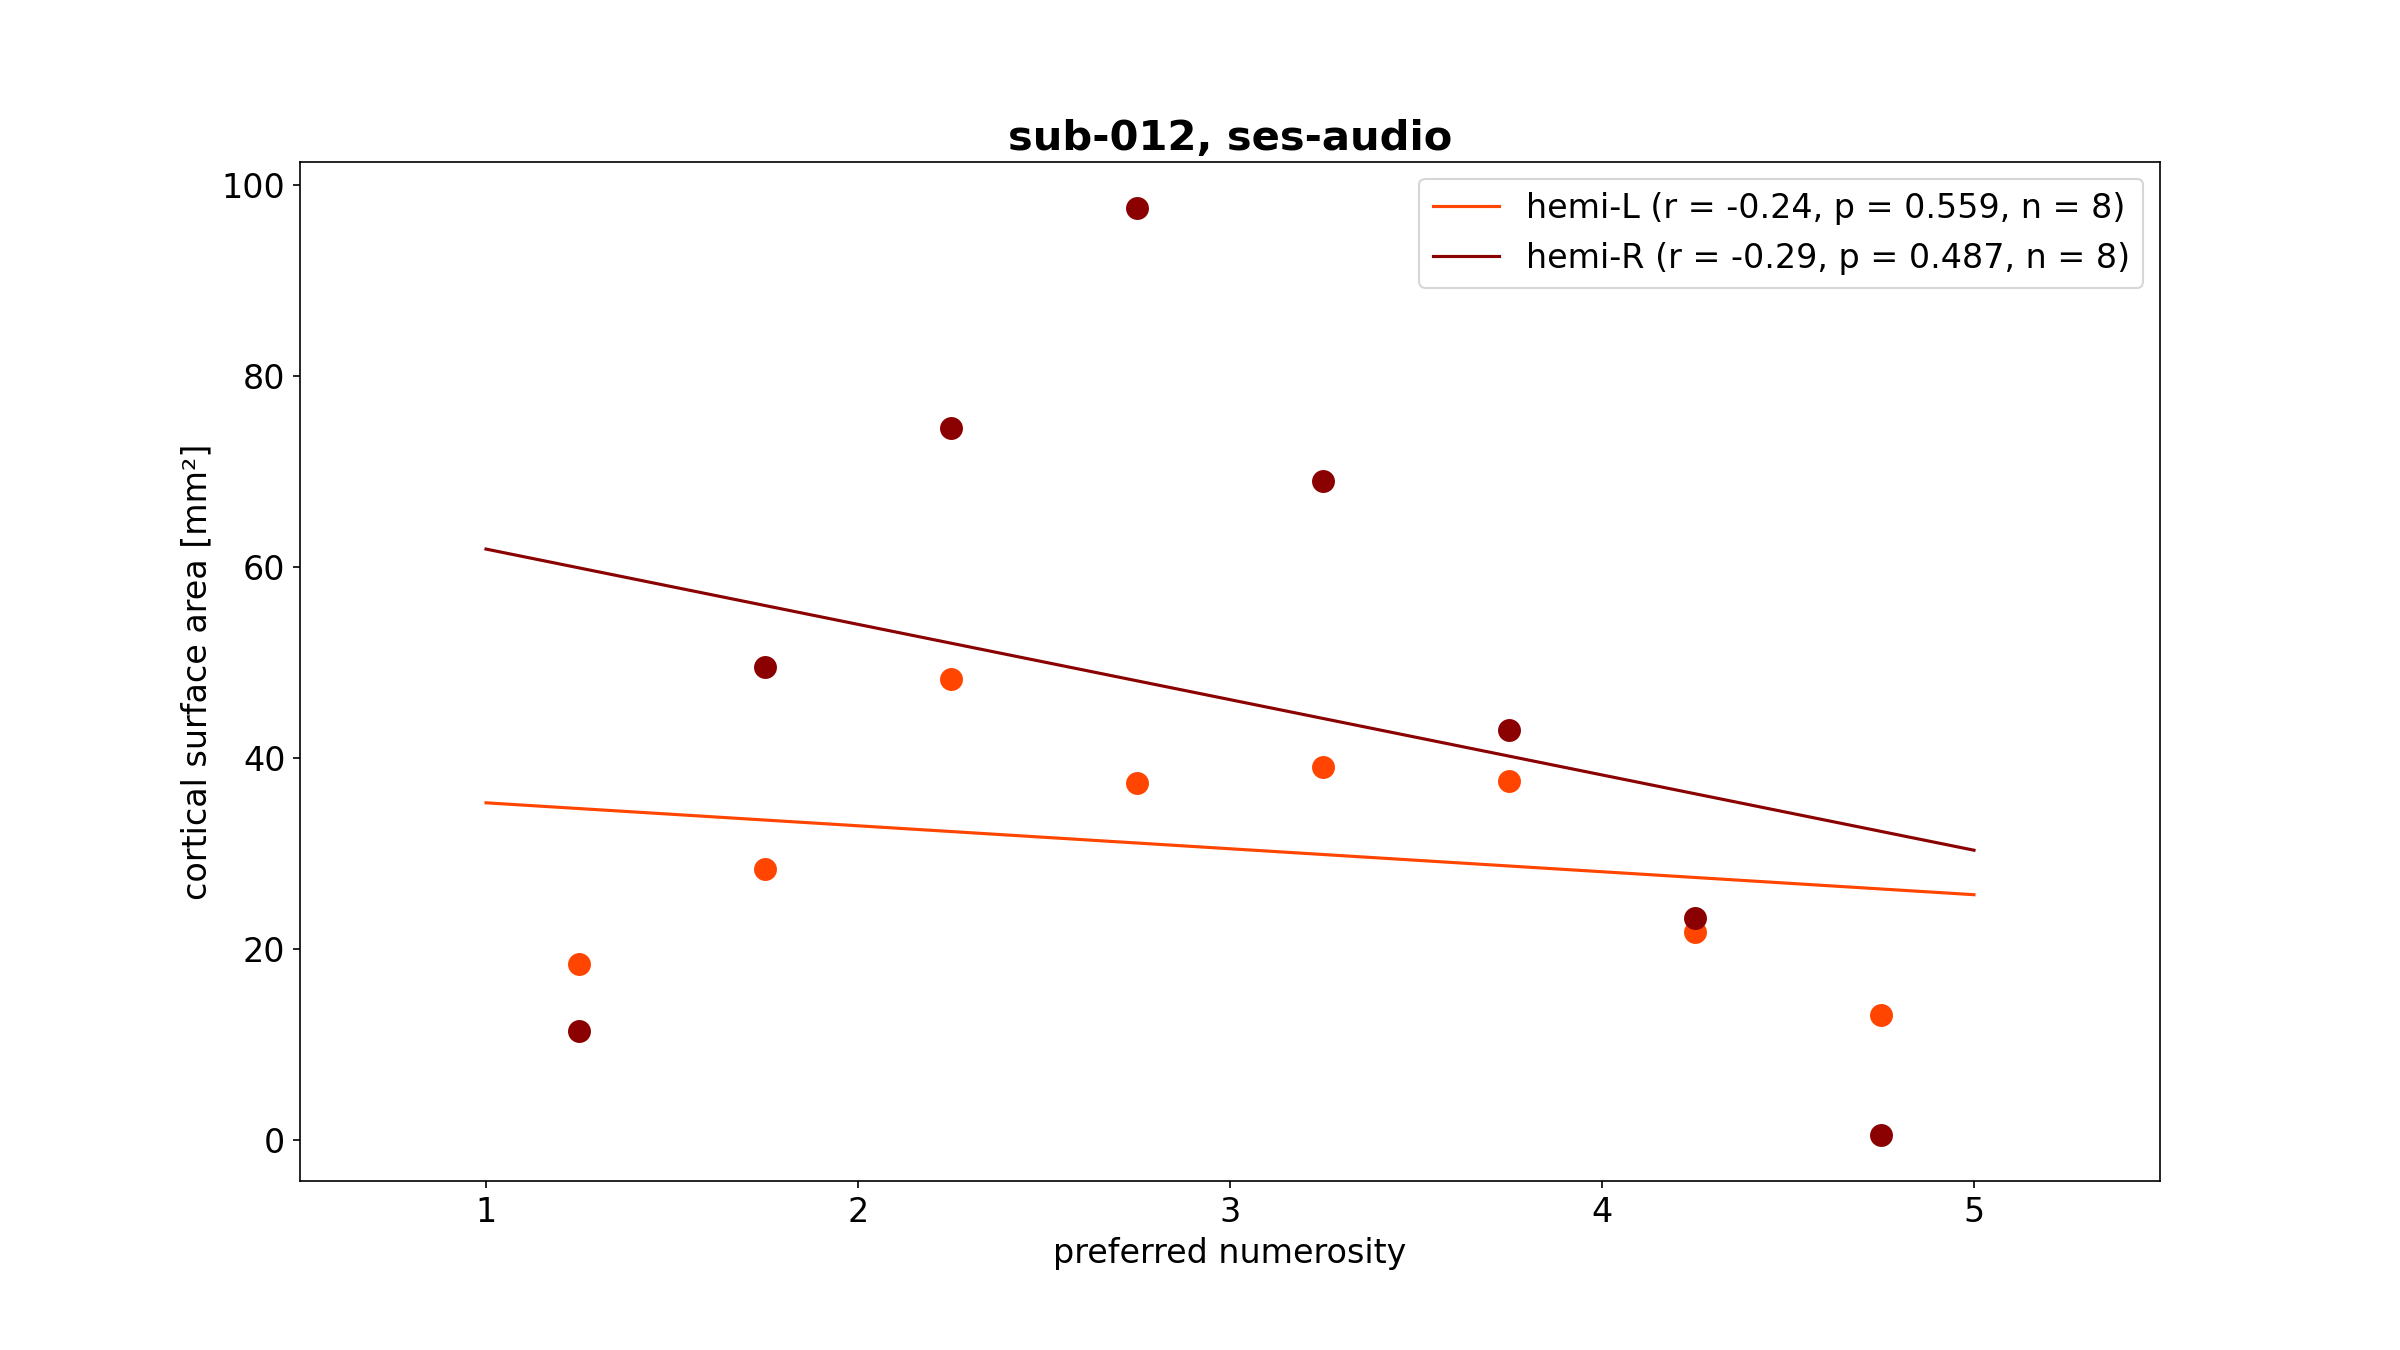 sub-012, ses-audio
hemi-L (r = -0.24, p = 0.559, n = 8)
hemi-R (r = -0.29, p = 0.487, n = 8)
100
80
60
40
20
0
cortical surface area [mm²]
1 2 3 4 5
preferred numerosity